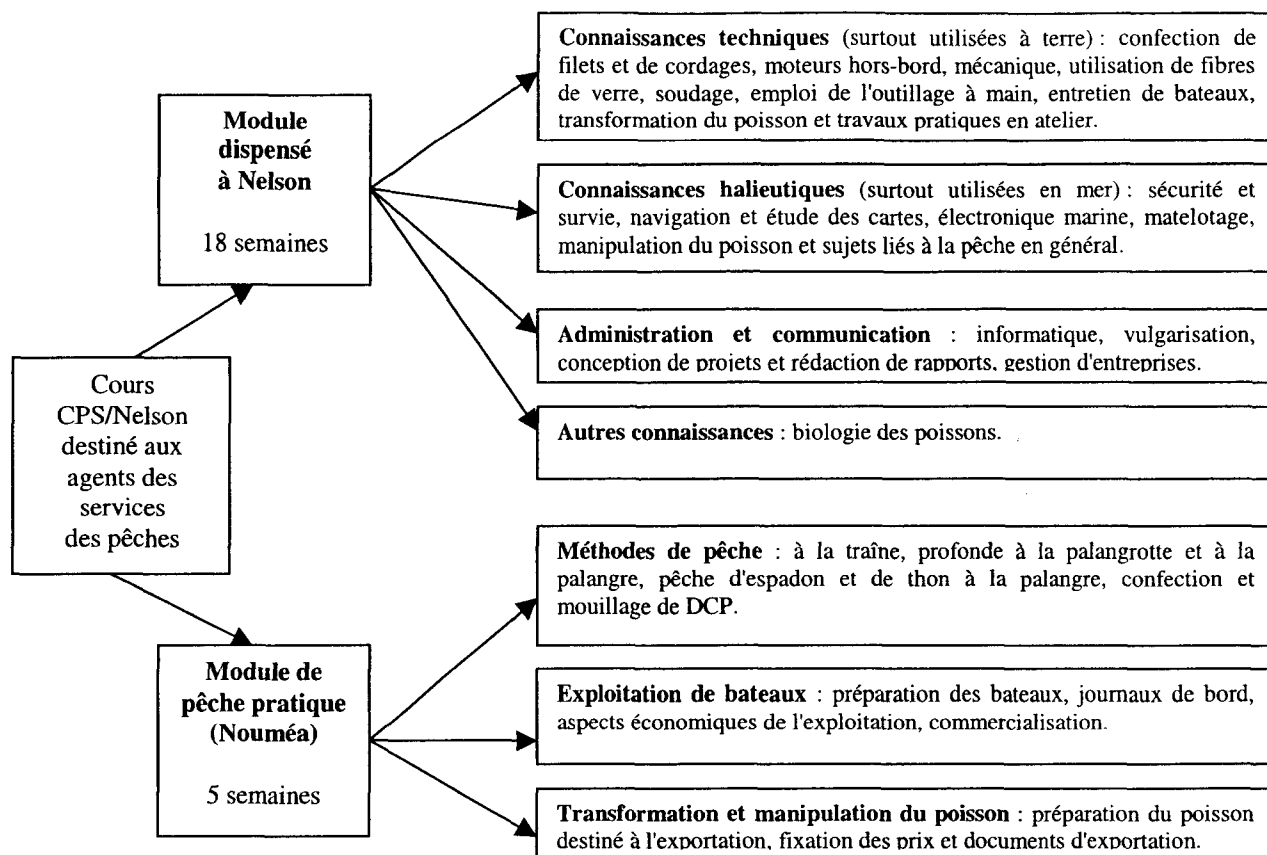 Connaissances techniques (surtout utilisées à terre) : confection de
filets et de cordages, moteurs hors-bord, mécanique, utilisation de fibres
de verre, soudage, emploi de l'outillage à main, entretien de bateaux,
transformation du poisson et travaux pratiques en atelier.
Module
dispensé
à Nelson
18 semaines
Connaissances halieutiques (surtout utilisées en mer) : sécurité et
survie, navigation et étude des cartes, électronique marine, matelotage,
manipulation du poisson et sujets liés à la pêche en général.
Administration et communication : informatique, vulgarisation,
conception de projets et rédaction de rapports, gestion d'entreprises.
Cours
CPS/Nelson
destiné aux
agents des
services
des pêches
Autres connaissances : biologie des poissons.
Méthodes de pêche : à la traîne, profonde à la palangrotte et à la
palangre, pêche d'espadon et de thon à la palangre, confection et
mouillage de DCP.
Module de
pêche pratique
(Nouméa)
5 semaines
Exploitation de bateaux : préparation des bateaux, journaux de bord,
aspects économiques de l'exploitation, commercialisation.
Transformation et manipulation du poisson : préparation du poisson
destiné à l'exportation, fixation des prix et documents d'exportation.